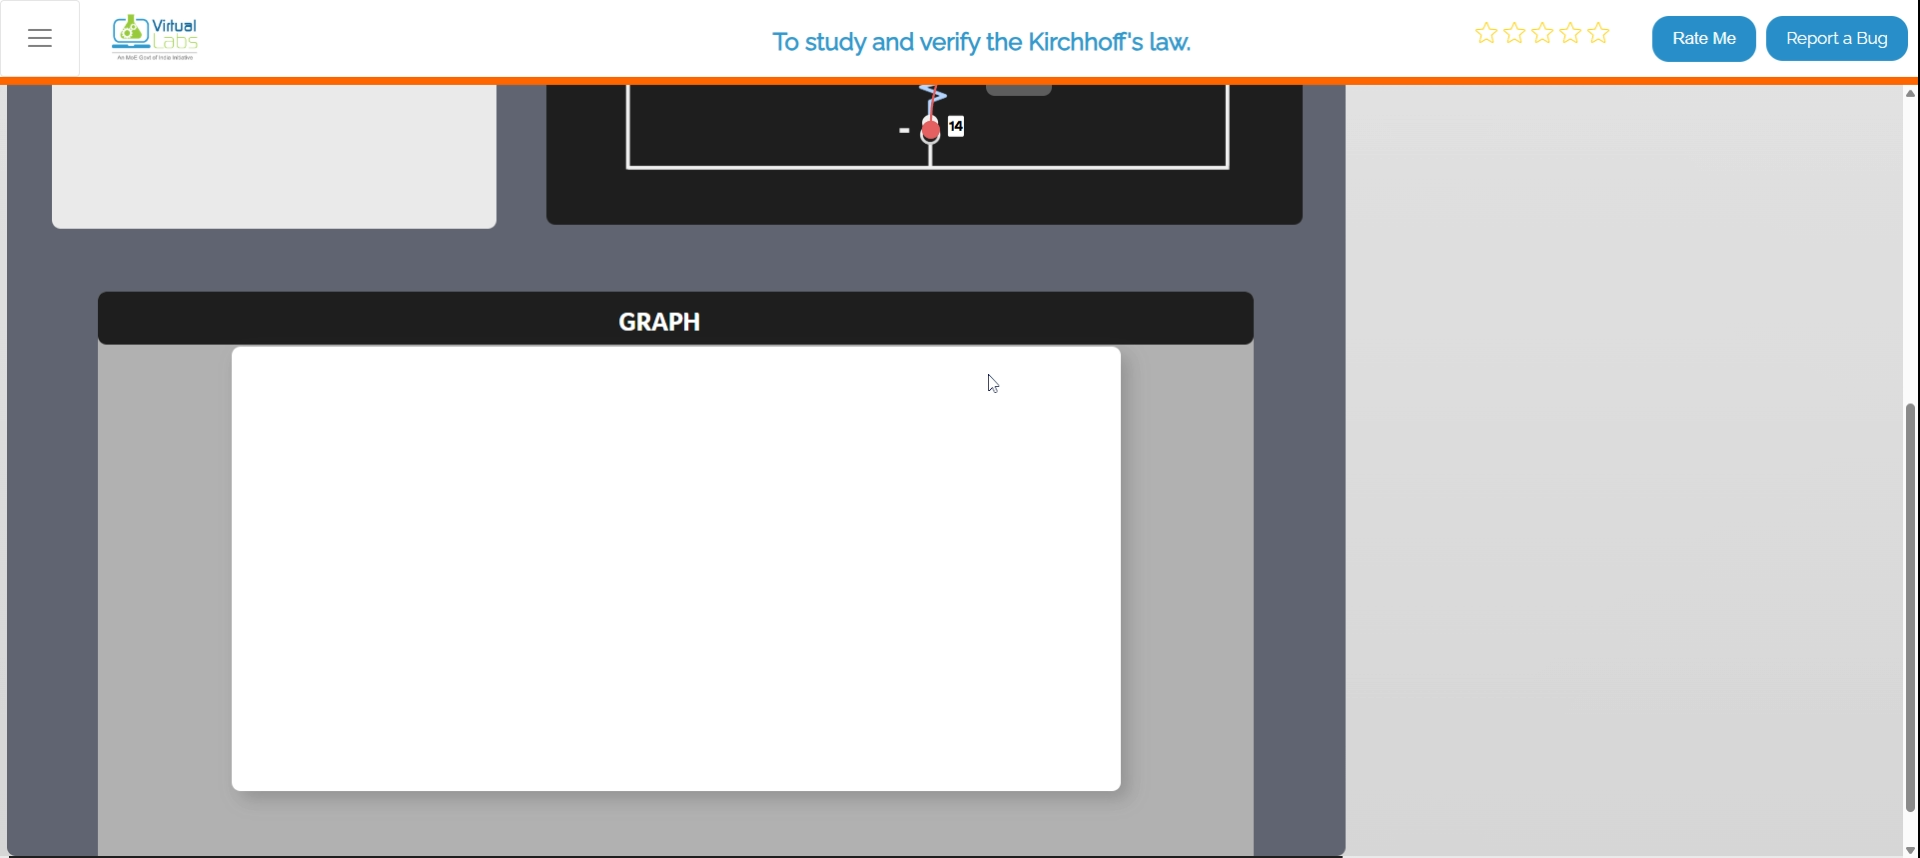 Virtual
Labs
An MoE Govt of India Initiative
To study and verify the Kirchhoff's law.
Rate Me
Report a Bug
-
14
GRAPH